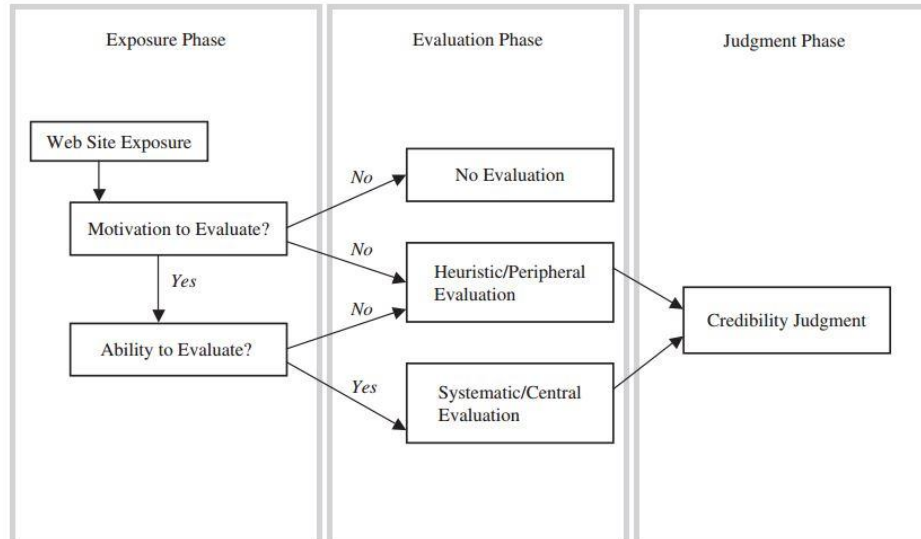 Exposure Phase
Evaluation Phase
Judgment Phase
Web Site Exposure
No
No Evaluation
Motivation to Evaluate?
No
Heuristic/Peripheral
Evaluation
Yes
No
Credibility Judgment
Ability to Evaluate?
Yes
Systematic/Central
Evaluation